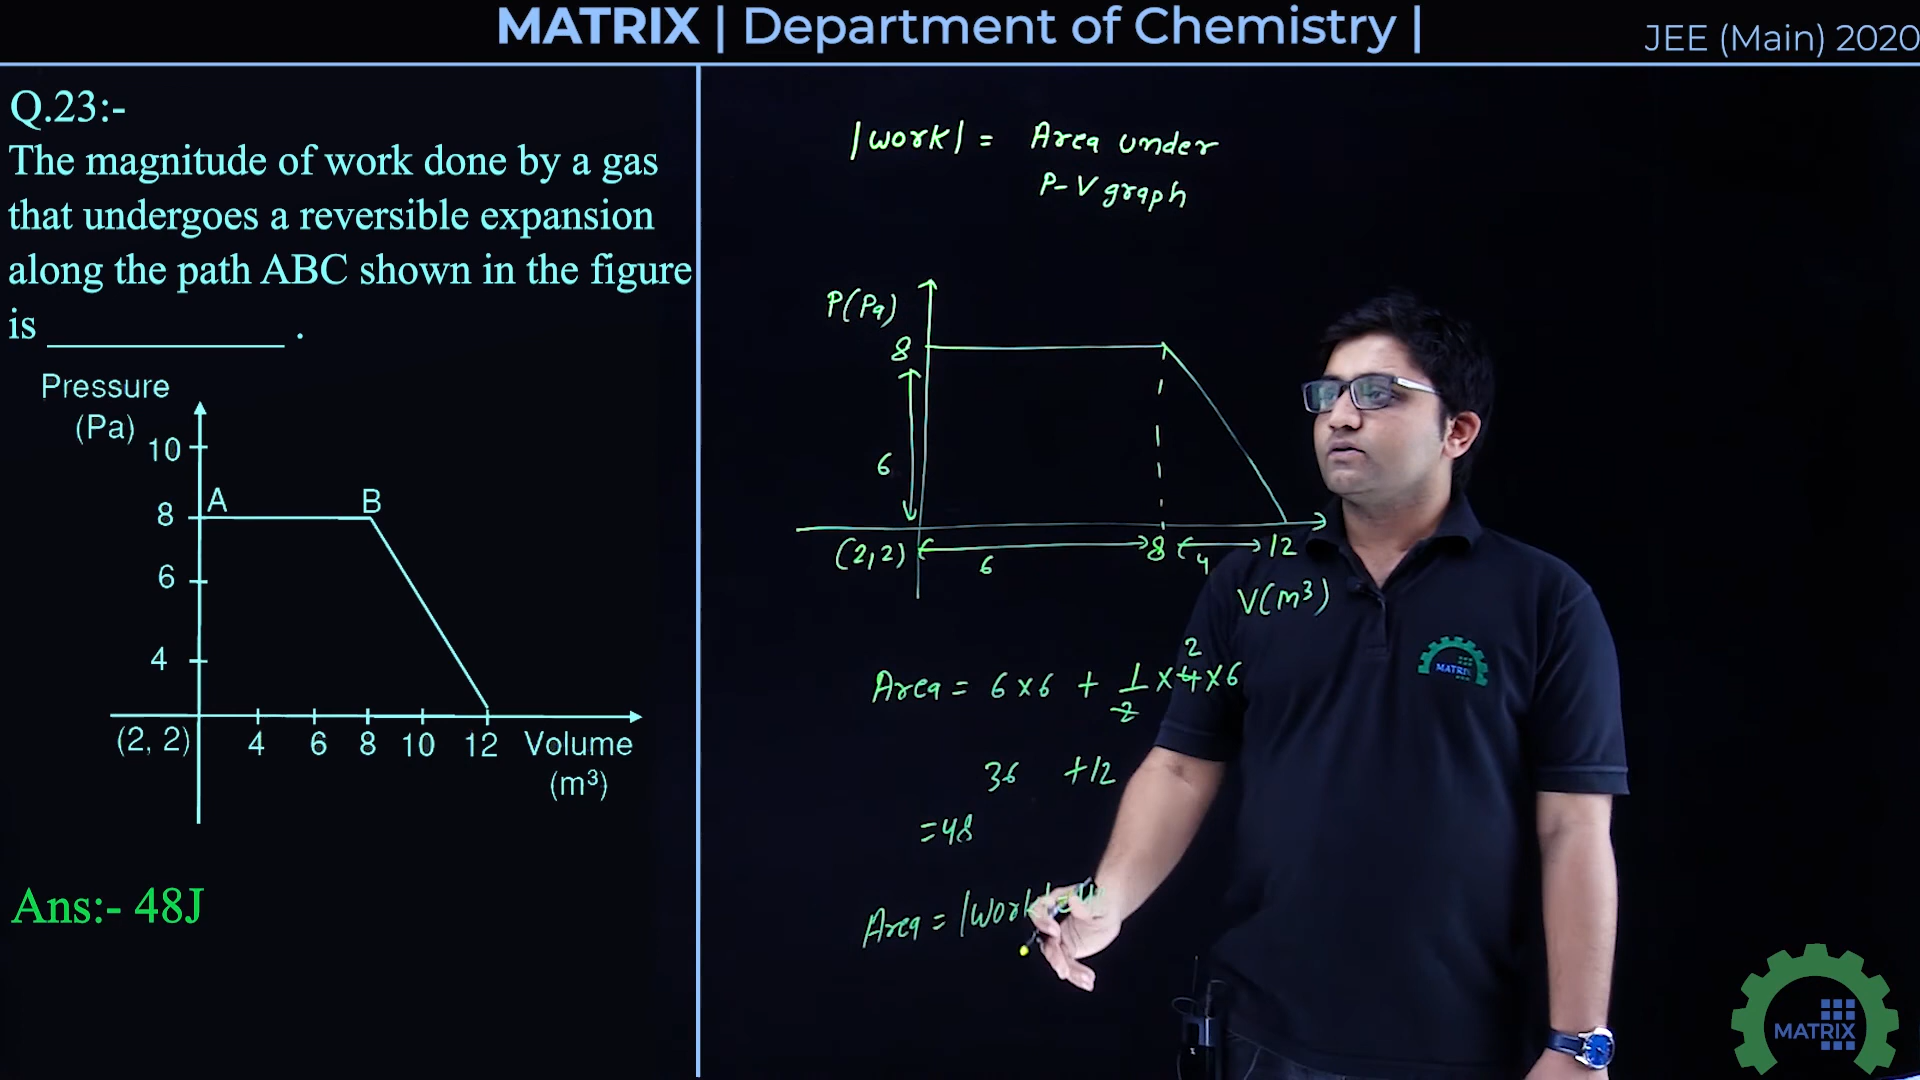 MATRIX | Department of Chemistry |
JEE (Main) 2020
Q.23:-
The magnitude of work done by a gas
that undergoes a reversible expansion
along the path ABC shown in the figure
is ____________ .
Pressure
(Pa)
10
A
B
8
6
4
(2, 2)
4
6
8
10
12
Volume
(m³)
Ans:- 48J
|work| = Area under
P-V graph
P(Pa)
8
6
(2,2)
6
8
4
12
V(m³)
2
Area = 6×6 + 1/2 ×4×6
36 +12
=48
Area = |work
MATRIX
MATRIX